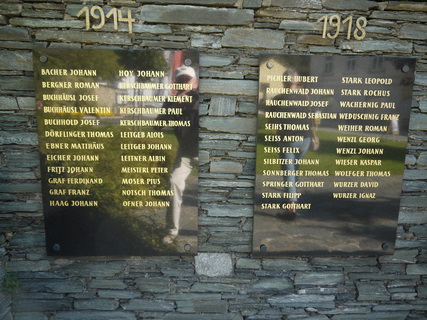 1914
1918
BACHER JOHANN
BERGNER ROMAN
BUCHHÄUSL JOSEF
BUCHHÄUSL VALENTIN
BUCHHOLD JOSEF
DÖRFLINGER THOMAS
EBNER MATTHÄUS
EICHER JOHANN
FRITZ JOHANN
GRAF FERDINAND
GRAF FRANZ
HAAG JOHANN
HOY JOHANN
KERSCHBAUMER GOTTHART
KERSCHBAUMER KLEMENT
KERSCHBAUMER PAUL
KERSCHBAUMER THOMAS
LEITGEB ALOIS
LEITGEB JOHANN
LEITNER ALBIN
MEISTERL PETER
MOSER PIUS
NOTSCH THOMAS
OFNER JOHANN
PICHLER HUBERT
RAUCHENWALD JOHANN
RAUCHENWALD JOSEF
RAUCHENWALD SEBASTIAN
SEIHS THOMAS
SEISS ANTON
SEISS FELIX
SILBITZER JOHANN
SONNBERGER THOMAS
SPRINGER GOTTHART
STARK FILIPP
STARK GOTTHART
STARK LEOPOLD
STARK ROCHUS
WACHERNIG PAUL
WEDUSCHNIG FRANZ
WEIHER ROMAN
WENZL GEORG
WENZL JOHANN
WIESER KASPAR
WOLFGER THOMAS
WURZER DAVID
WURZER IGNAZ